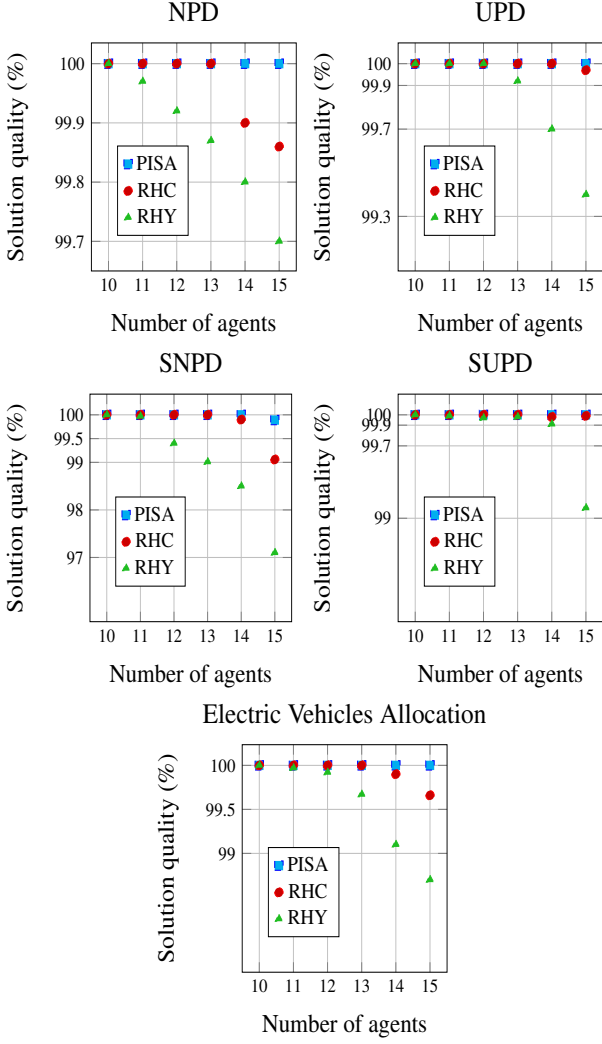 NPD
Solution quality (%)
100
99.9
99.8
99.7
PISA
RHC
RHY
10 11 12 13 14 15
Number of agents
UPD
Solution quality (%)
100
99.9
99.7
99.3
PISA
RHC
RHY
10 11 12 13 14 15
Number of agents
SNPD
Solution quality (%)
100
99.5
99
98
97
PISA
RHC
RHY
10 11 12 13 14 15
Number of agents
SUPD
Solution quality (%)
100
99.9
99.7
99
PISA
RHC
RHY
10 11 12 13 14 15
Number of agents
Electric Vehicles Allocation
Solution quality (%)
100
99.5
99
PISA
RHC
RHY
10 11 12 13 14 15
Number of agents